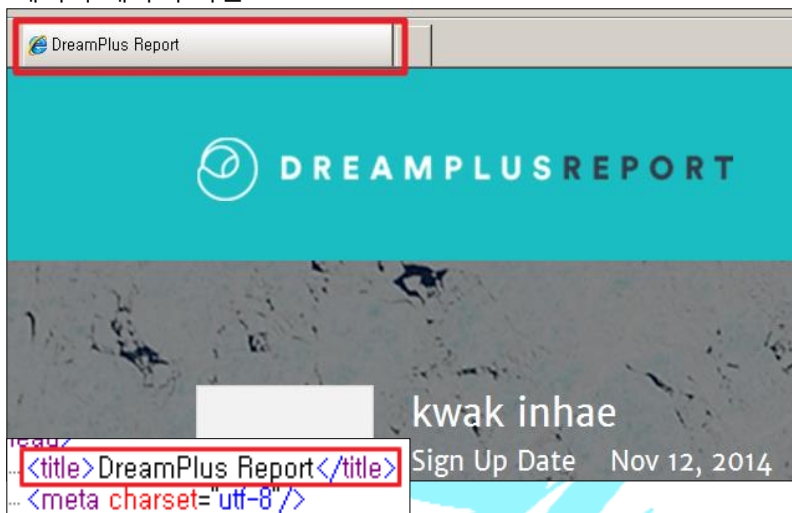 DreamPlus Report
DREAMPLUSREPORT
kwak inhae
Sign Up Date Nov 12, 2014
<title>DreamPlus Report</title>
<meta charset="utf-8"/>